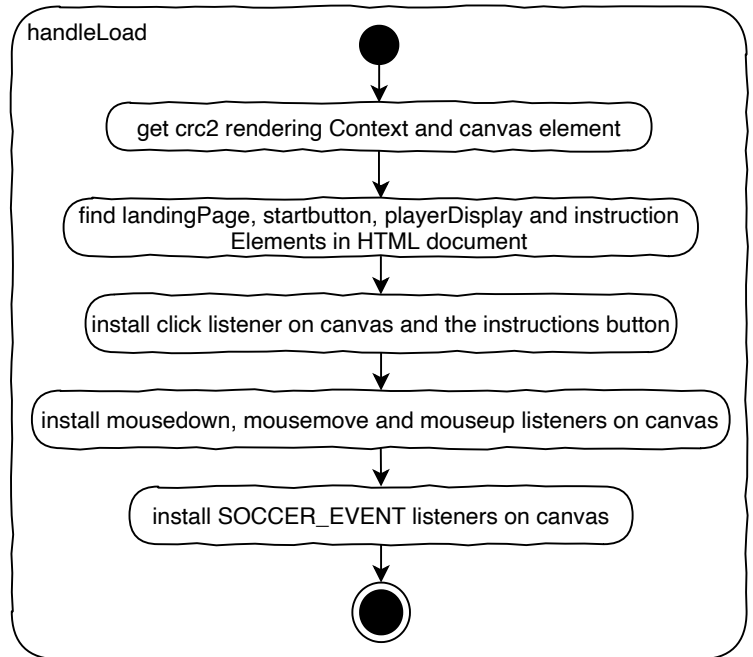 handleLoad
get crc2 rendering Context and canvas element
find landingPage, startbutton, playerDisplay and instruction
Elements in HTML document
install click listener on canvas and the instructions button
install mousedown, mousemove and mouseup listeners on canvas
install SOCCER_EVENT listeners on canvas